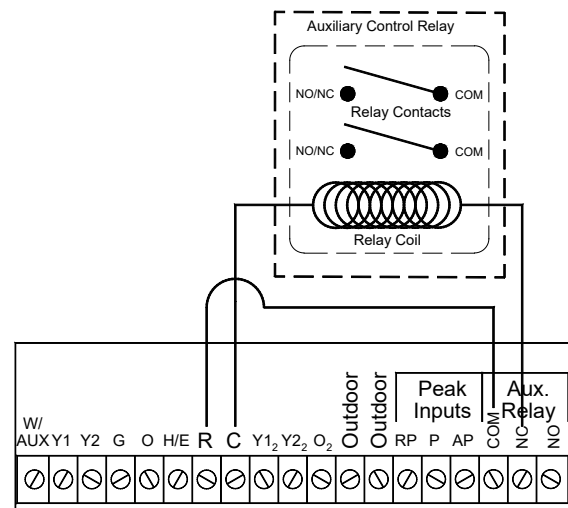 Auxiliary Control Relay
NO/NC COM
Relay Contacts
NO/NC COM
Relay Coil
Peak Inputs
Aux. Relay
W/AUX Y1 Y2 G O H/E R C Y1₂ Y2₂ O₂ Outdoor Outdoor RP P AP COM NC NO